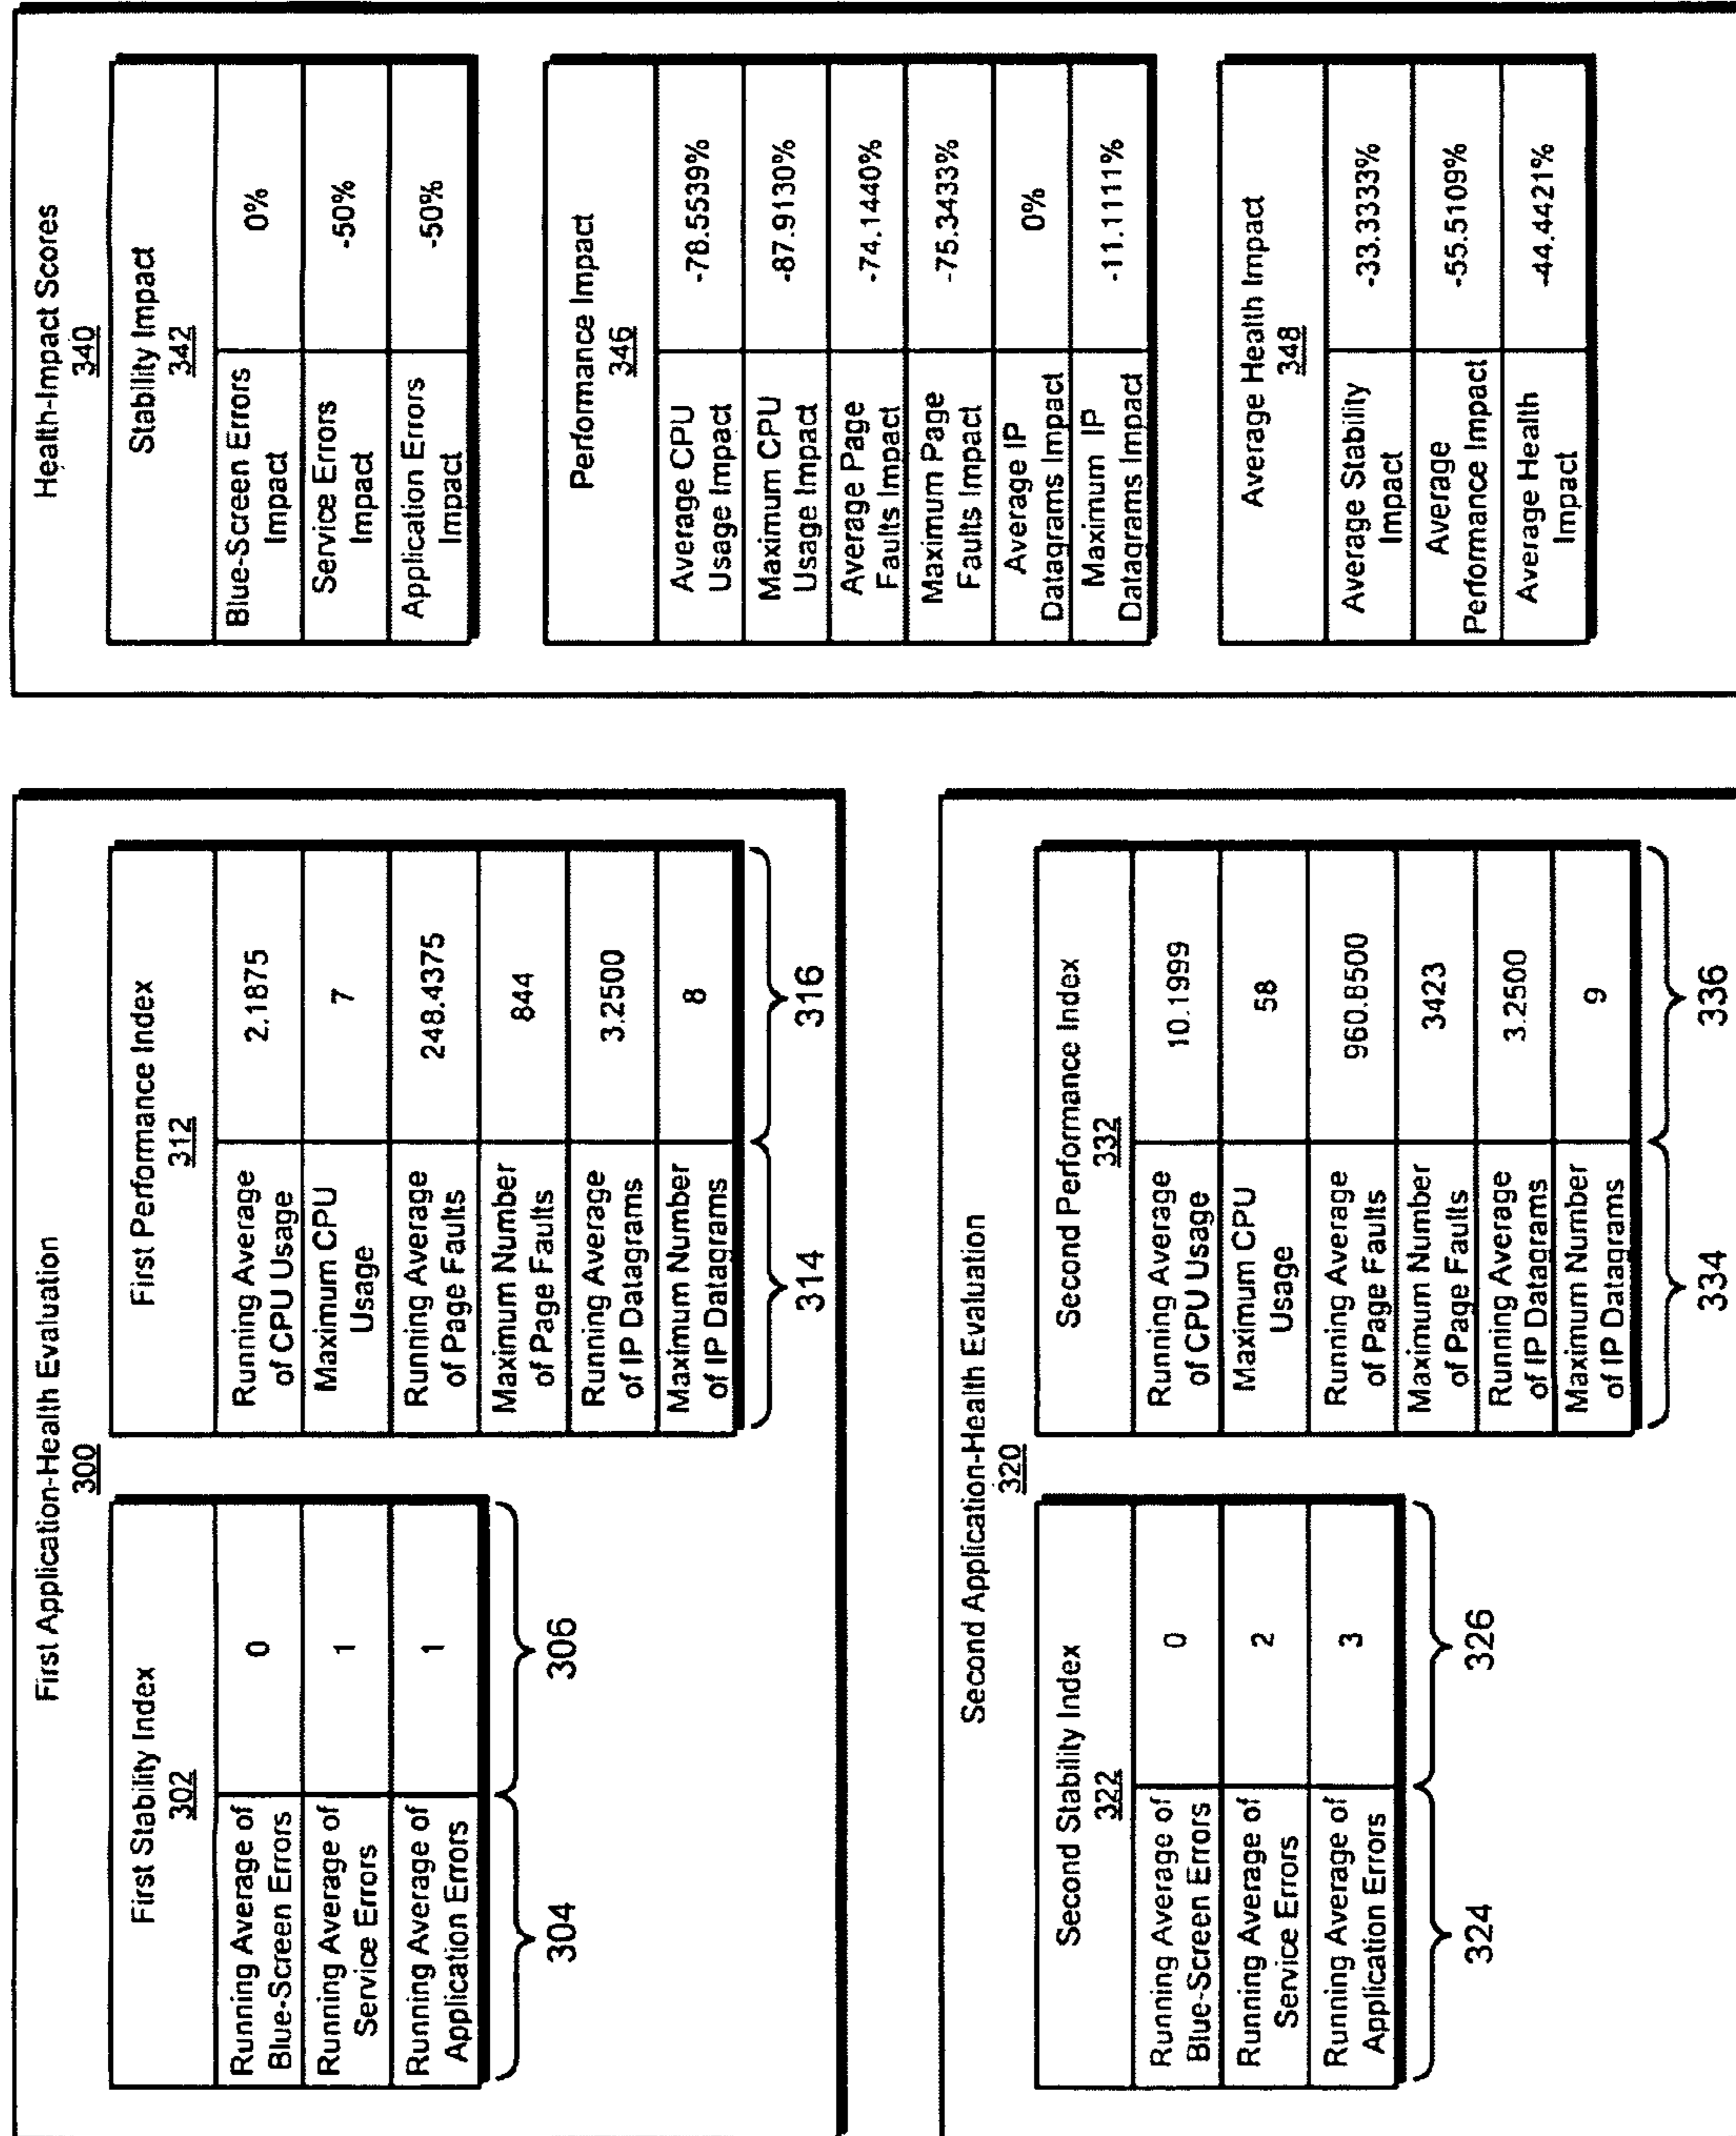 First Application-Health Evaluation
300
First Stability Index
302
Running Average of
Blue-Screen Errors
0
Running Average of
Service Errors
1
Running Average of
Application Errors
1
304
306
First Performance Index
312
Running Average
of CPU Usage
2.1875
Maximum CPU
Usage
7
Running Average
of Page Faults
248.4375
Maximum Number
of Page Faults
844
Running Average
of IP Datagrams
3.2500
Maximum Number
of IP Datagrams
8
314
316
Second Application-Health Evaluation
320
Second Stability Index
322
Running Average of
Blue-Screen Errors
0
Running Average of
Service Errors
2
Running Average of
Application Errors
3
324
326
Second Performance Index
332
Running Average
of CPU Usage
10.1999
Maximum CPU
Usage
58
Running Average
of Page Faults
960.8500
Maximum Number
of Page Faults
3423
Running Average
of IP Datagrams
3.2500
Maximum Number
of IP Datagrams
9
334
336
Health-Impact Scores
340
Stability Impact
342
Blue-Screen Errors
Impact
0%
Service Errors
Impact
-50%
Application Errors
Impact
-50%
Performance Impact
346
Average CPU
Usage Impact
-78.5539%
Maximum CPU
Usage Impact
-87.9130%
Average Page
Faults Impact
-74.1440%
Maximum Page
Faults Impact
-75.3433%
Average IP
Datagrams Impact
0%
Maximum IP
Datagrams Impact
-11.1111%
Average Health Impact
348
Average Stability
Impact
-33.3333%
Average
Performance Impact
-55.5109%
Average Health
Impact
-44.4421%